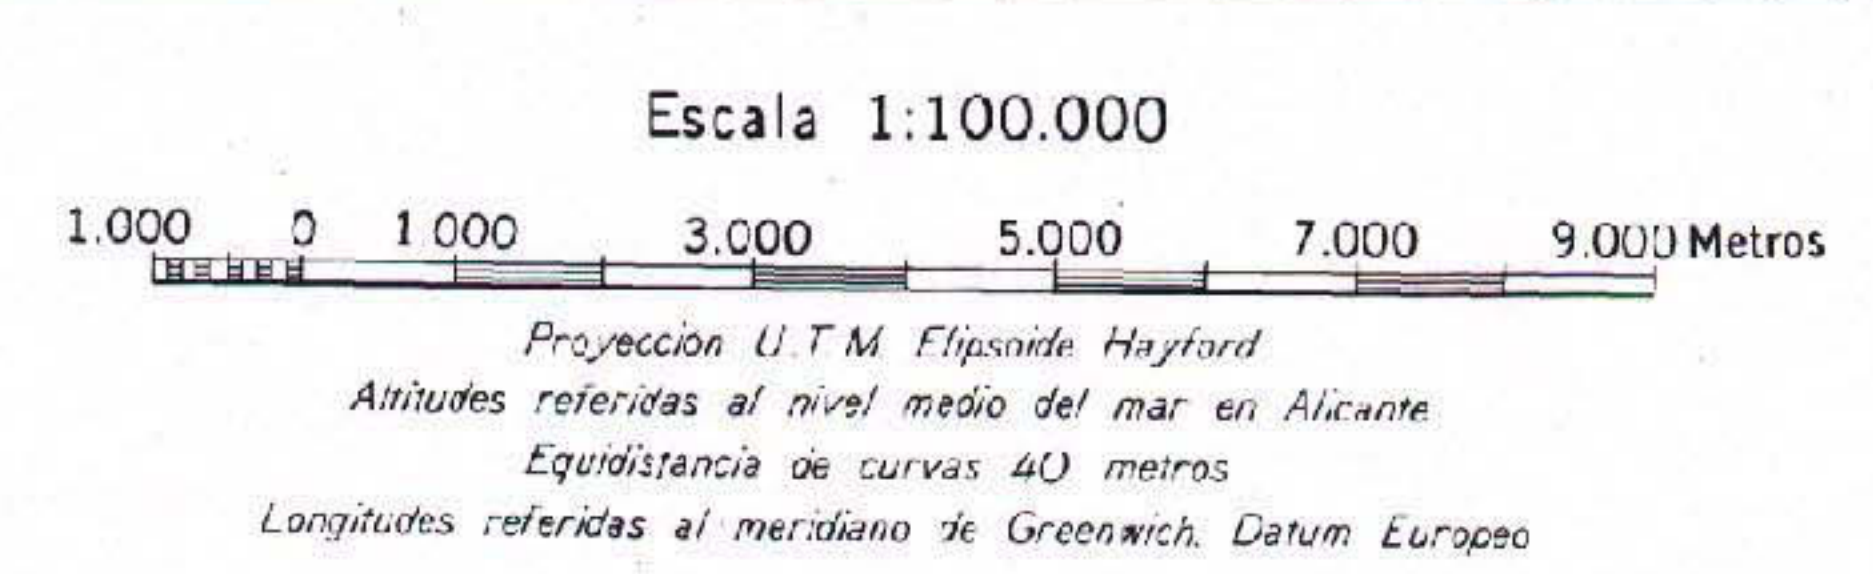 Escala 1:100.000
1.000 0 1 000 3.000 5.000 7.000 9.000 Metros
Proyeccion U.T.M Elipsoide Hayford
Altitudes referidas al nivel medio del mar en Alicante
Equidistancia de curvas 40 metros
Longitudes referidas al meridiano de Greenwich. Datum Europeo